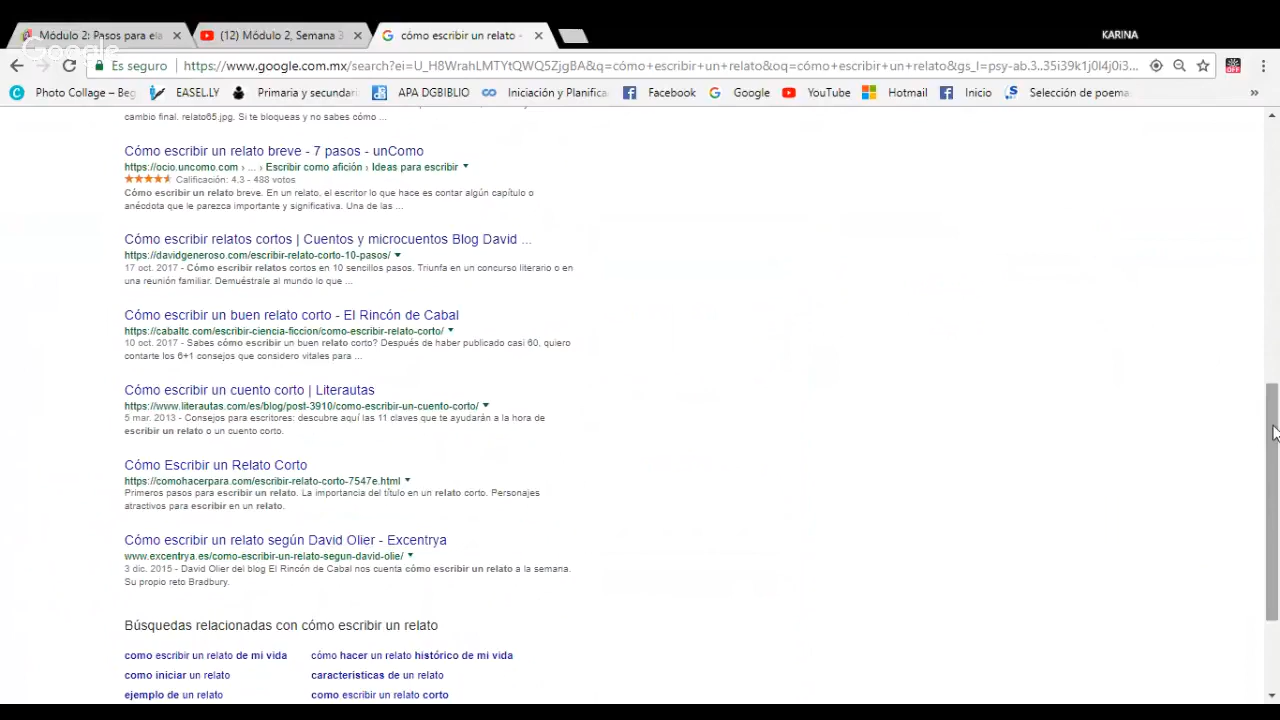 Módulo 2: Pasos para ela
(12) Módulo 2, Semana 3
cómo escribir un relato -
KARINA
Google
Es seguro
https://www.google.com.mx/search?ei=U_H8WrahLMTYtQWQ5ZjgBA&q=cómo+escribir+un+relato&oq=cómo+escribir+un+relato&gs_l=psy-ab.3..35i39k1j0l4j0i3...
Photo Collage – Beg
EASEL.LY
Primaria y secundari
APA DGBIBLIO
Iniciación y Planifica
Facebook
Google
YouTube
Hotmail
Inicio
Selección de poema
»
cambio final. relato65.jpg. Si te bloqueas y no sabes cómo ...
Cómo escribir un relato breve - 7 pasos - unComo
https://ocio.uncomo.com › ... › Escribir como afición › Ideas para escribir
Calificación: 4.3 - 488 votos
Cómo escribir un relato breve. En un relato, el escritor lo que hace es contar algún capítulo o
anécdota que le parezca importante y significativa. Una de las ...
Cómo escribir relatos cortos | Cuentos y microcuentos Blog David ...
https://davidgeneroso.com/escribir-relato-corto-10-pasos/
17 oct. 2017 - Cómo escribir relatos cortos en 10 sencillos pasos. Triunfa en un concurso literario o en
una reunión familiar. Demuéstrale al mundo lo que ...
Cómo escribir un buen relato corto - El Rincón de Cabal
https://cabaltc.com/escribir-ciencia-ficcion/como-escribir-relato-corto/
10 oct. 2017 - Sabes cómo escribir un buen relato corto? Después de haber publicado casi 60, quiero
contarte los 6+1 consejos que considero vitales para ...
Cómo escribir un cuento corto | Literautas
https://www.literautas.com/es/blog/post-3910/como-escribir-un-cuento-corto/
5 mar. 2013 - Consejos para escritores: descubre aquí las 11 claves que te ayudarán a la hora de
escribir un relato o un cuento corto.
Cómo Escribir un Relato Corto
https://comohacerpara.com/escribir-relato-corto-7547e.html
Primeros pasos para escribir un relato. La importancia del título en un relato corto. Personajes
atractivos para escribir en un relato.
Cómo escribir un relato según David Olier - Excentrya
www.excentrya.es/como-escribir-un-relato-segun-david-olie/
3 dic. 2015 - David Olier del blog El Rincón de Cabal nos cuenta cómo escribir un relato a la semana.
Su propio reto Bradbury.
Búsquedas relacionadas con cómo escribir un relato
como escribir un relato de mi vida
cómo hacer un relato histórico de mi vida
como iniciar un relato
caracteristicas de un relato
ejemplo de un relato
como escribir un relato corto